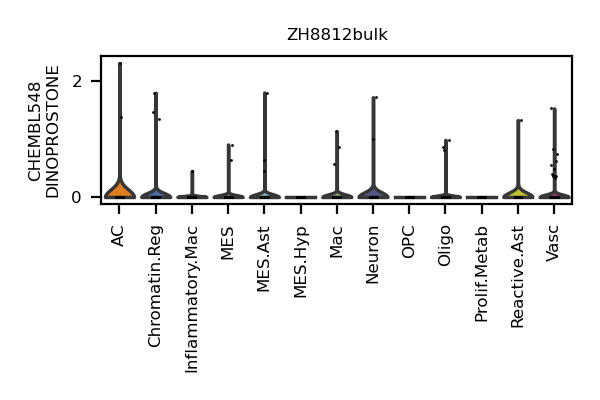 ZH8812bulk
CHEMBL548
DINOPROSTONE
2
0
AC
Chromatin.Reg
Inflammatory.Mac
MES
MES.Ast
MES.Hyp
Mac
Neuron
OPC
Oligo
Prolif.Metab
Reactive.Ast
Vasc